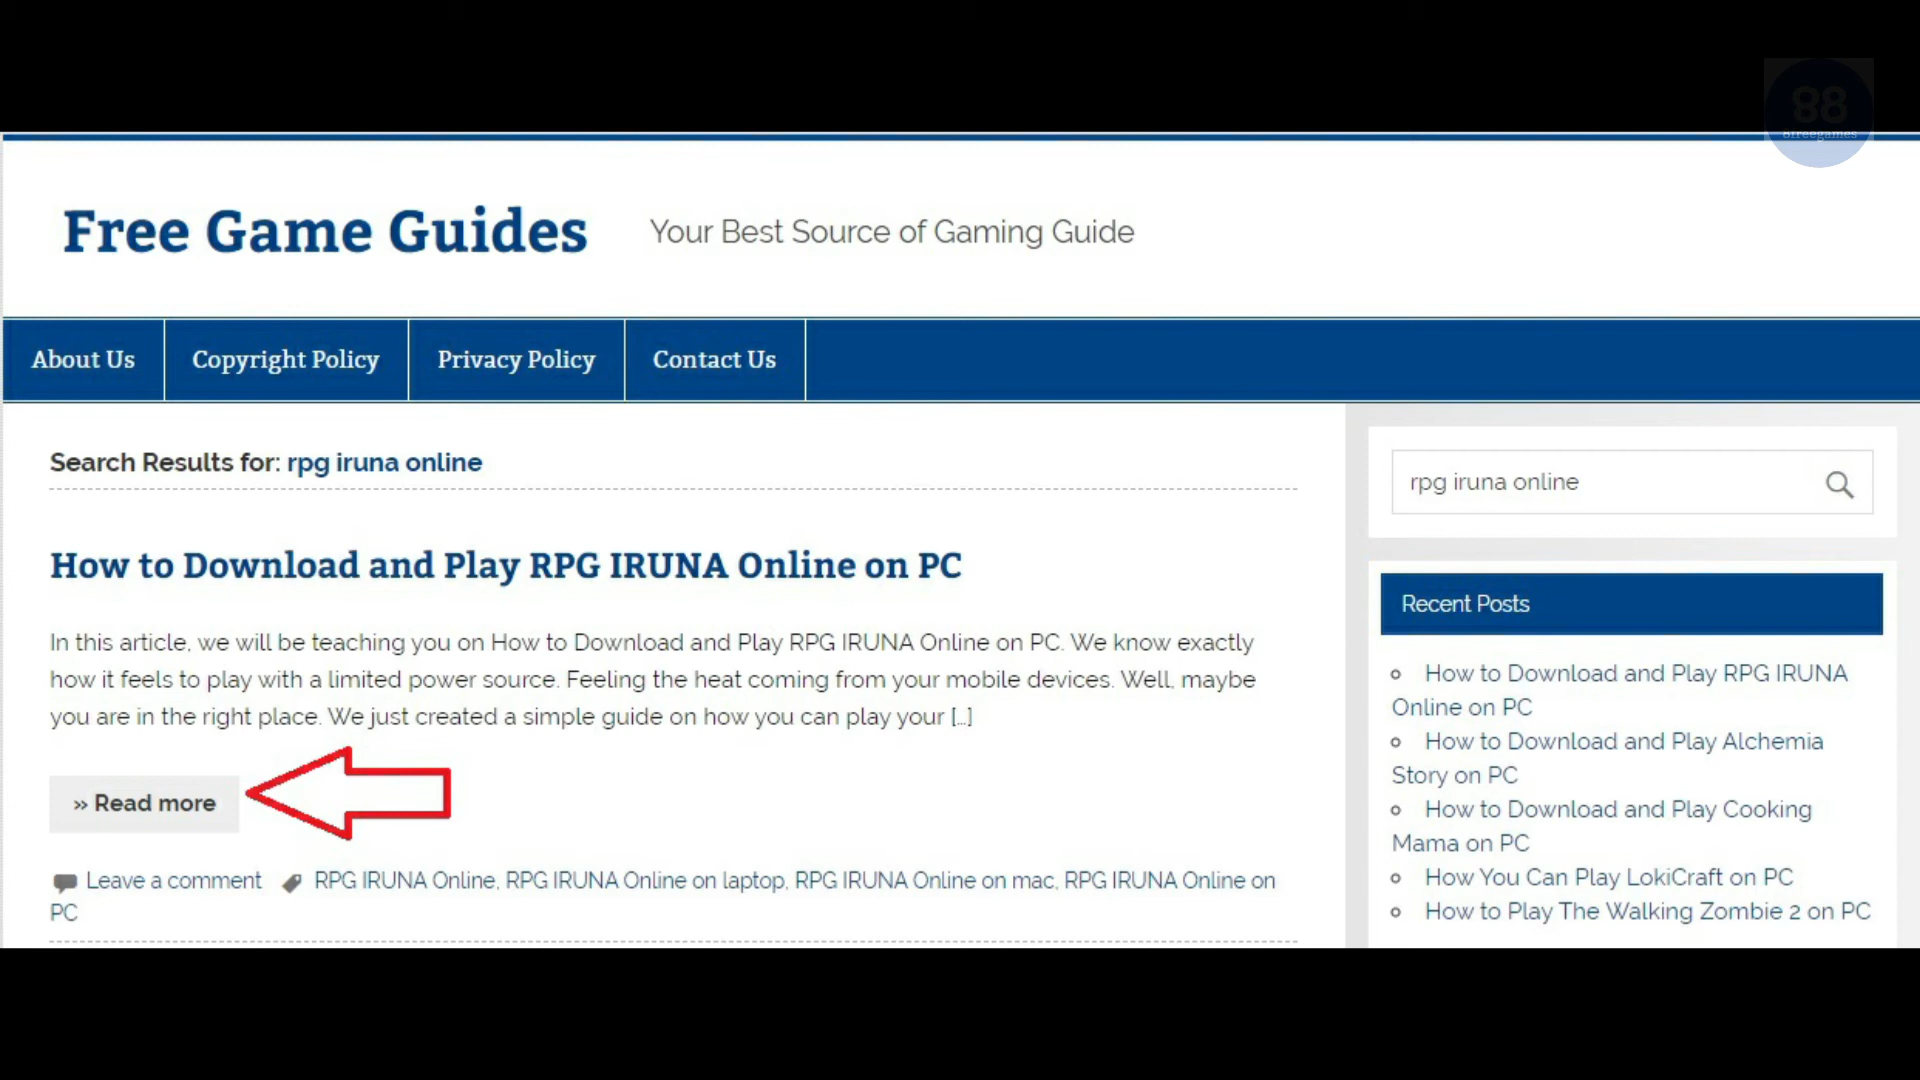 88
8freegames
Free Game Guides
Your Best Source of Gaming Guide
About Us
Copyright Policy
Privacy Policy
Contact Us
Search Results for: rpg iruna online
How to Download and Play RPG IRUNA Online on PC
In this article, we will be teaching you on How to Download and Play RPG IRUNA Online on PC. We know exactly
how it feels to play with a limited power source. Feeling the heat coming from your mobile devices. Well, maybe
you are in the right place. We just created a simple guide on how you can play your [...]
» Read more
Leave a comment
RPG IRUNA Online, RPG IRUNA Online on laptop, RPG IRUNA Online on mac, RPG IRUNA Online on
PC
rpg iruna online
Recent Posts
How to Download and Play RPG IRUNA
Online on PC
How to Download and Play Alchemia
Story on PC
How to Download and Play Cooking
Mama on PC
How You Can Play LokiCraft on PC
How to Play The Walking Zombie 2 on PC